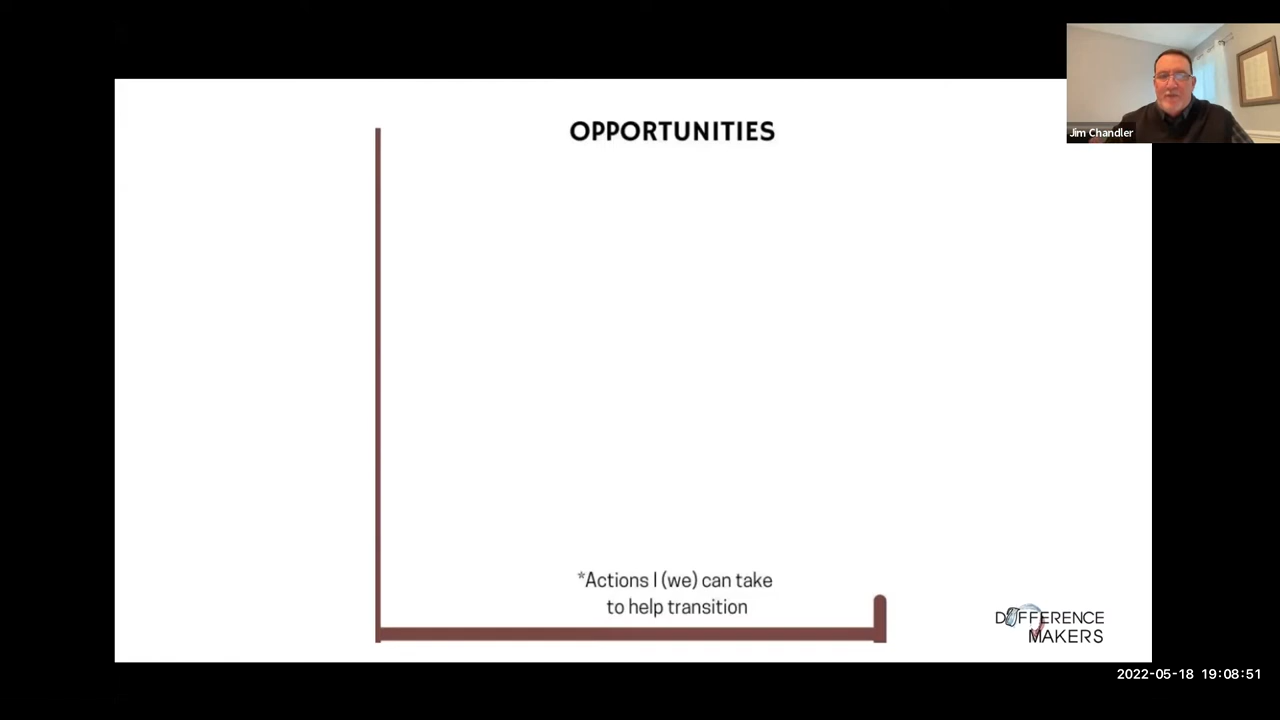 OPPORTUNITIES
Jim Chandler
*Actions I (we) can take
to help transition
DIFFERENCE
MAKERS
2022-05-18 19:08:51